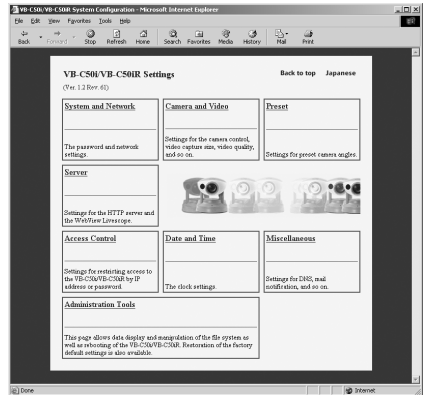 VB-C50i/VB-C50iR System Configuration - Microsoft Internet Explorer
File Edit View Favorites Tools Help
Back Forward Stop Refresh Home Search Favorites Media History Mail Print
VB-C50i/VB-C50iR Settings
Back to top Japanese
(Ver. 1.2 Rev. 61)
System and Network
The password and network
settings.
Camera and Video
Settings for the camera control,
video capture size, video quality,
and so on.
Preset
Settings for preset camera angles.
Server
Settings for the HTTP server and
the WebView Livescope.
Access Control
Settings for restricting access to
the VB-C50i/VB-C50iR by IP
address or password.
Date and Time
The clock settings.
Miscellaneous
Settings for DNS, mail
notification, and so on.
Administration Tools
This page allows data display and manipulation of the file system as
well as rebooting of the VB-C50i/VB-C50iR. Restoration of the factory
default settings is also available.
Done
Internet